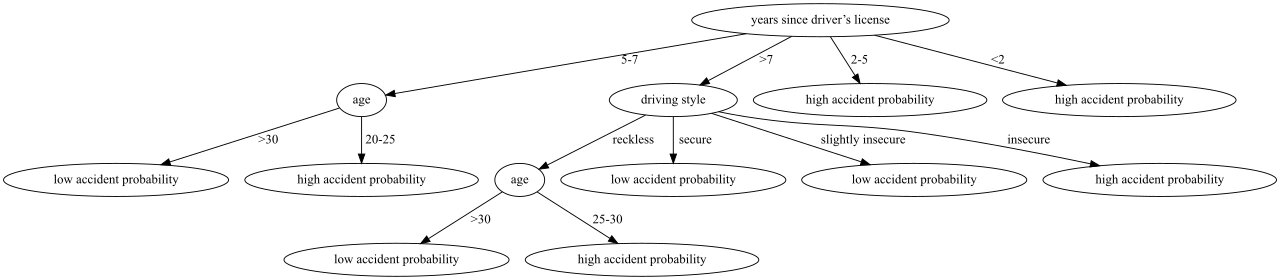 years since driver’s license
5-7
>7
2-5
<2
age
driving style
high accident probability
high accident probability
>30
20-25
reckless
secure
slightly insecure
insecure
low accident probability
high accident probability
age
low accident probability
low accident probability
high accident probability
>30
25-30
low accident probability
high accident probability